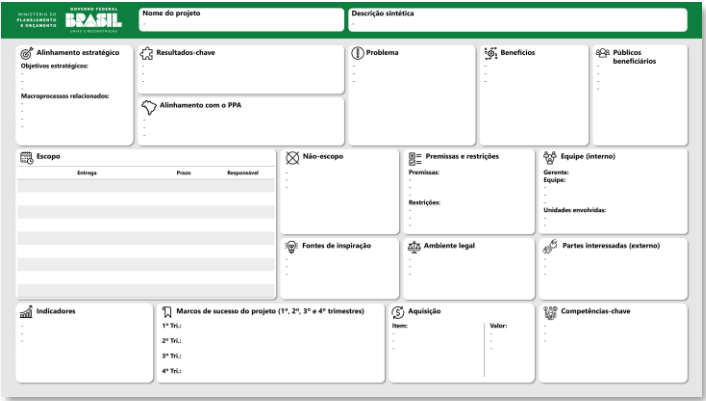 MINISTÉRIO DO
PLANEJAMENTO
E ORÇAMENTO
GOVERNO FEDERAL
BRASIL
UNIÃO E RECONSTRUÇÃO
Nome do projeto
-
Descrição sintética
-
Alinhamento estratégico
Objetivos estratégicos:
-
-
Macroprocessos relacionados:
-
-
-
-
Resultados-chave
-
-
-
Alinhamento com o PPA
-
-
-
Problema
-
-
-
Benefícios
-
-
-
Públicos
beneficiários
-
-
-
-
Escopo
Entrega Prazo Responsável
Não-escopo
-
-
-
Premissas e restrições
Premissas:
-
-
Restrições:
-
-
Equipe (interno)
Gerente:
Equipe:
-
-
Unidades envolvidas:
-
-
Fontes de inspiração
-
-
-
Ambiente legal
-
-
-
Partes interessadas (externo)
-
-
-
Indicadores
-
-
-
Marcos de sucesso do projeto (1º, 2º, 3º e 4º trimestres)
1º Tri.:
2º Tri.:
3º Tri.:
4º Tri.:
Aquisição
Item: Valor:
- -
- -
- -
Competências-chave
-
-
-